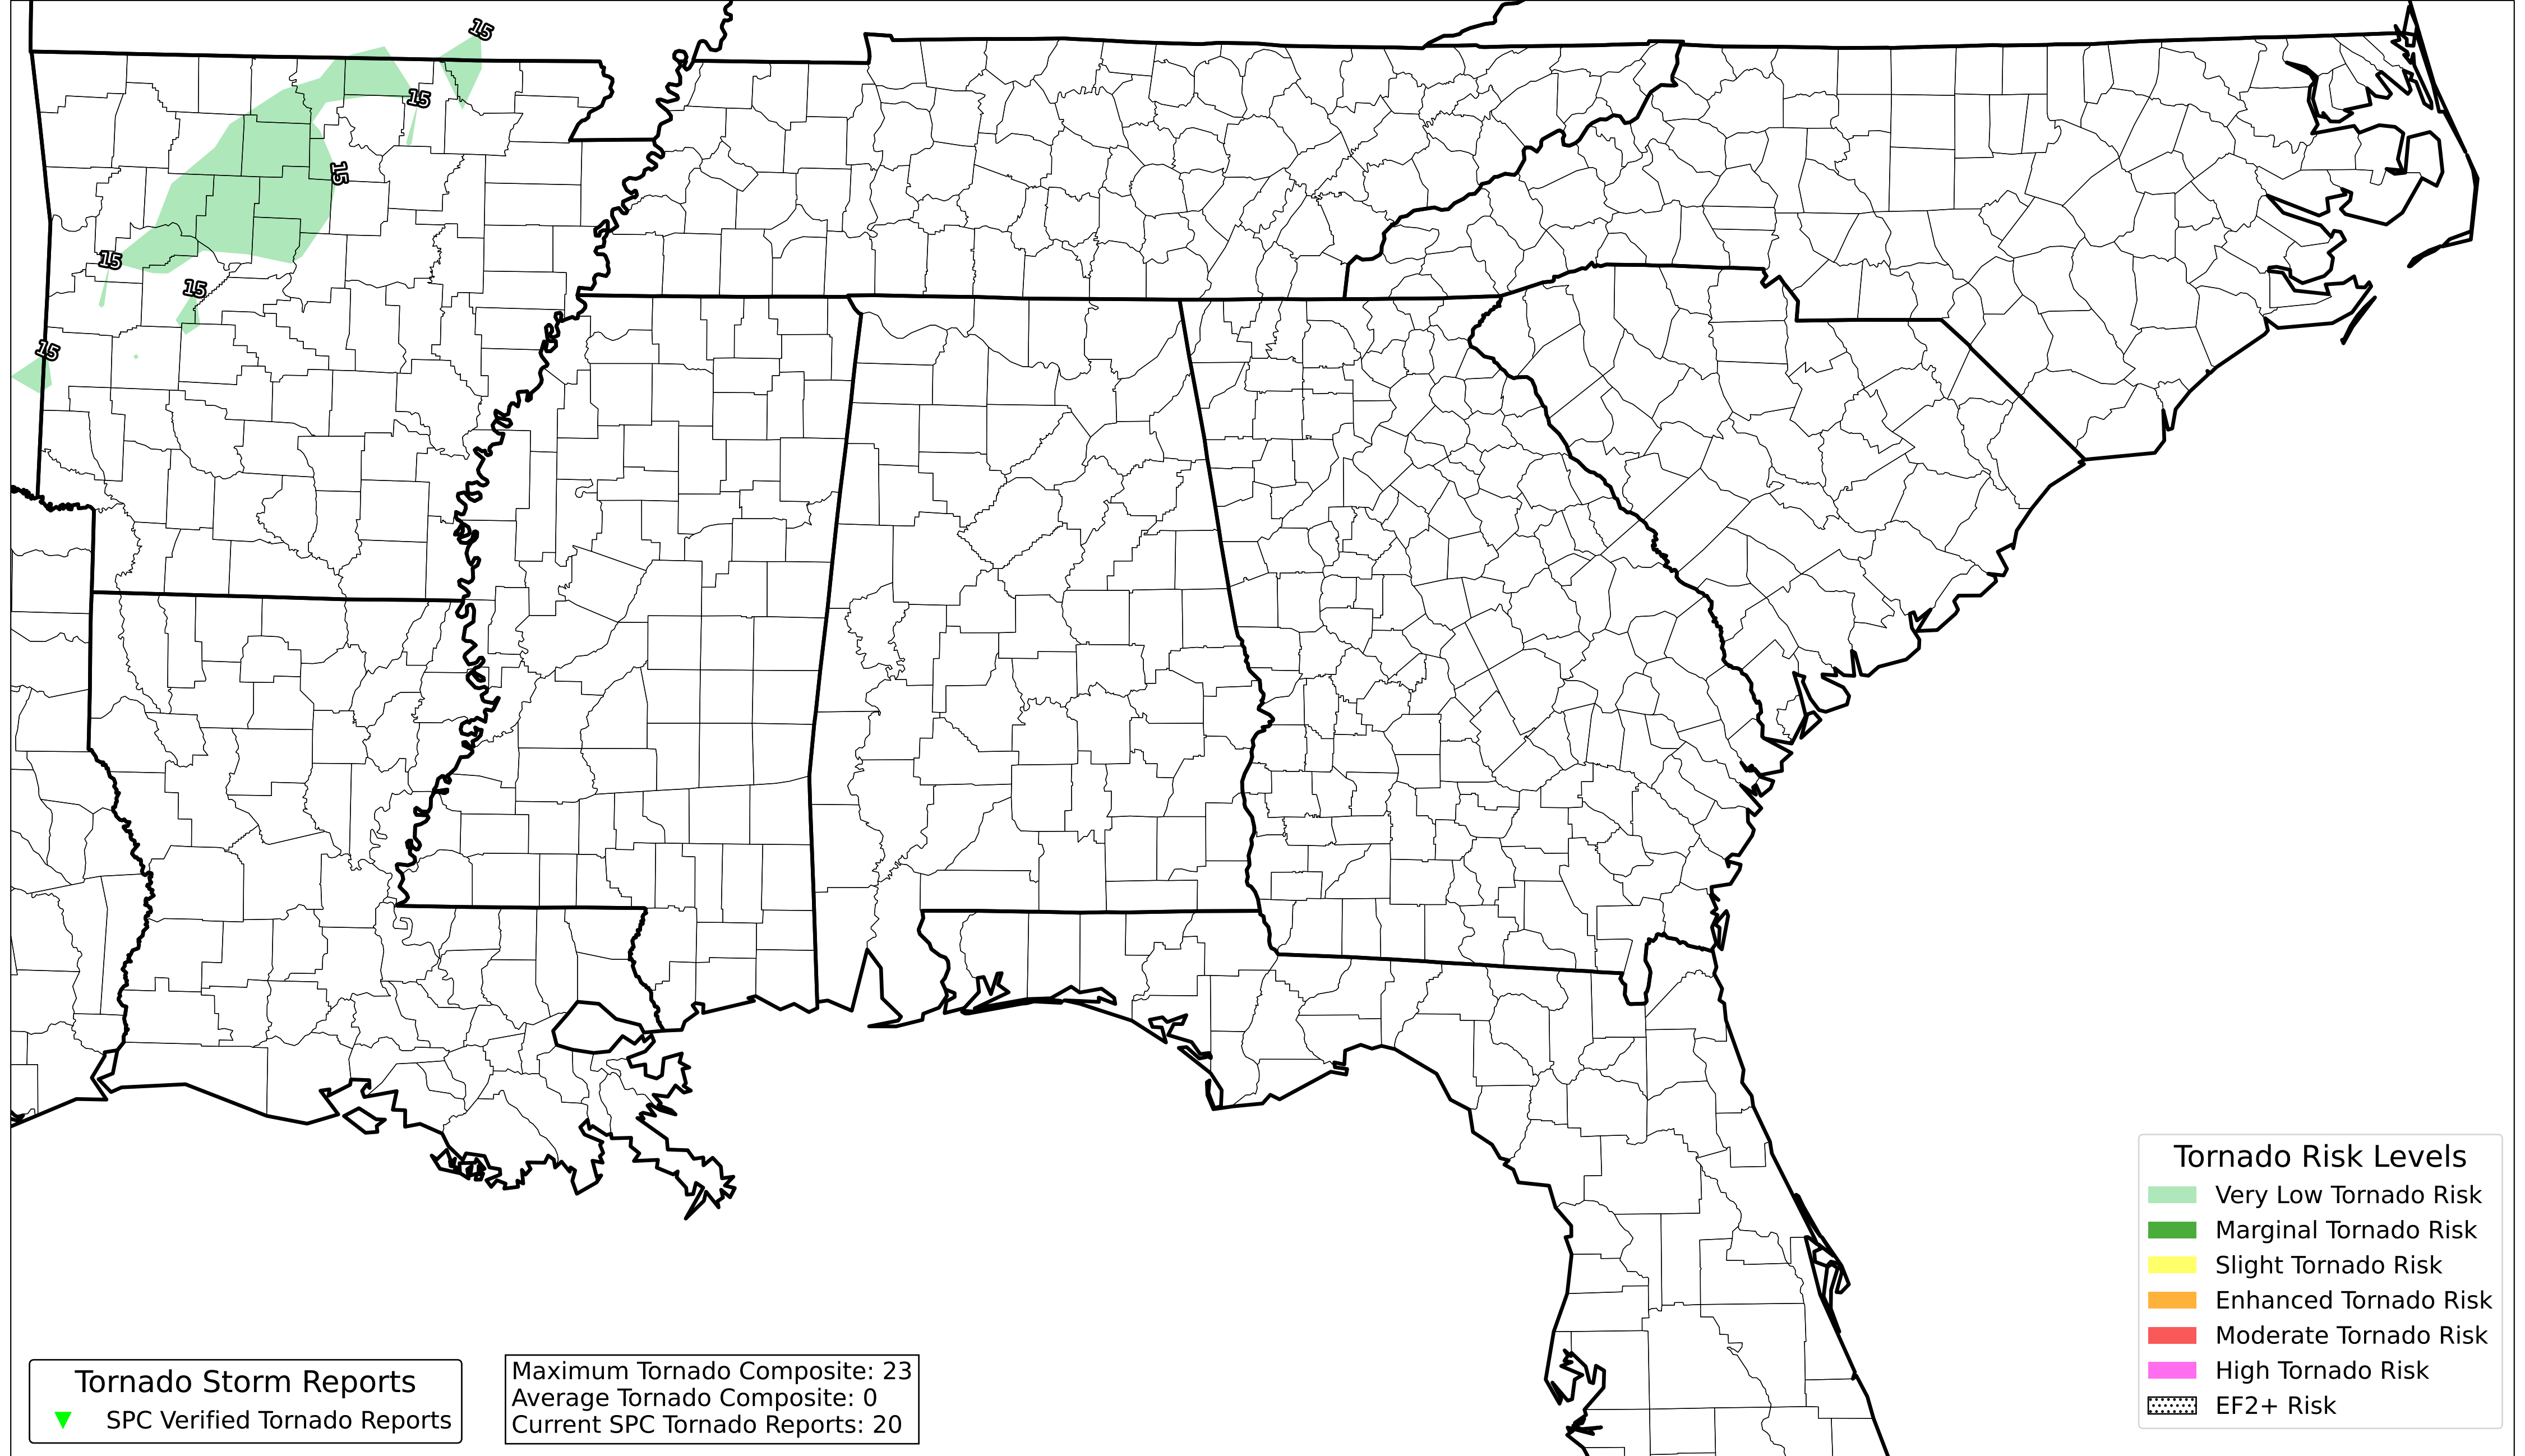 15
15
15
15
15
15
Tornado Risk Levels
Very Low Tornado Risk
Marginal Tornado Risk
Slight Tornado Risk
Enhanced Tornado Risk
Moderate Tornado Risk
High Tornado Risk
EF2+ Risk
Tornado Storm Reports
SPC Verified Tornado Reports
Maximum Tornado Composite: 23
Average Tornado Composite: 0
Current SPC Tornado Reports: 20